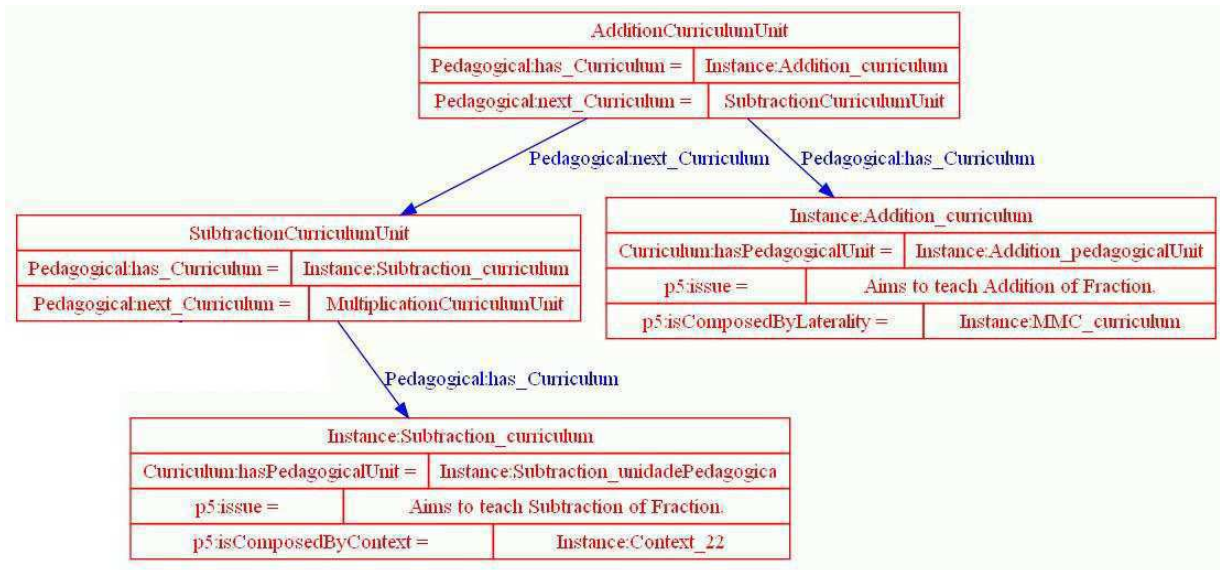 AdditionCurriculumUnit
Pedagogical:has_Curriculum = Instance:Addition_curriculum
Pedagogical:next_Curriculum = SubtractionCurriculumUnit
Pedagogical:next_Curriculum
Pedagogical:has_Curriculum
SubtractionCurriculumUnit
Pedagogical:has_Curriculum = Instance:Subtraction_curriculum
Pedagogical:next_Curriculum = MultiplicationCurriculumUnit
Instance:Addition_curriculum
Curriculum:hasPedagogicalUnit = Instance:Addition_pedagogicalUnit
p5:issue = Aims to teach Addition of Fraction.
p5:isComposedByLaterality = Instance:MMC_curriculum
Pedagogical:has_Curriculum
Instance:Subtraction_curriculum
Curriculum:hasPedagogicalUnit = Instance:Subtraction_unidadePedagogica
p5:issue = Aims to teach Subtraction of Fraction.
p5:isComposedByContext = Instance:Context_22